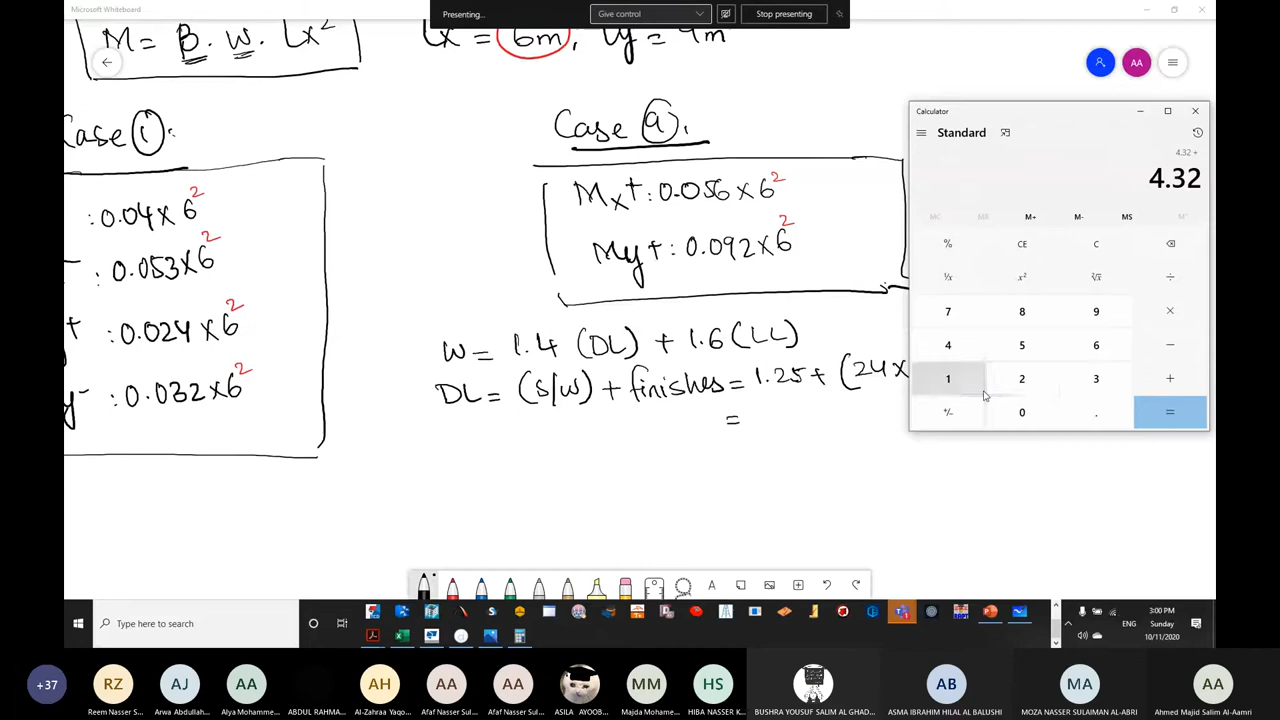 Microsoft Whiteboard
Presenting...
Give control
Stop presenting
M = β. w. Lx²
Lx = 6m, Ly = 9m
AA
Case ①:
: 0.04 x 6²
: 0.053 x 6²
: 0.024 x 6²
: 0.032 x 6²
Case ⑨.
Mx+ : 0.056 x 6²
My+ : 0.092 x 6²
W = 1.4 (DL) + 1.6 (LL)
DL = (s/w) + finishes = 1.25 + (24 x
=
Calculator
Standard
4.32 +
4.32
MC MR M+ M- MS M˅
% CE C
¹/x x² ²√x ÷
7 8 9 ×
4 5 6 −
1 2 3 +
+/- 0 . =
Type here to search
ENG
3:00 PM
Sunday
10/11/2020
+37
RZ AJ AA AH AA AA MM HS AB MA AA
Reem Nasser S...
Arwa Abdullah...
Alya Mohamme...
ABDUL RAHMA...
Al-Zahraa Yaqo...
Afaf Nasser Sul...
Afaf Nasser Sul...
ASILA AYOOB...
Majda Mohame...
HIBA NASSER K...
BUSHRA YOUSUF SALIM AL GHAD...
ASMA IBRAHIM HILAL AL BALUSHI
MOZA NASSER SULAIMAN AL-ABRI
Ahmed Majid Salim Al-Aamri